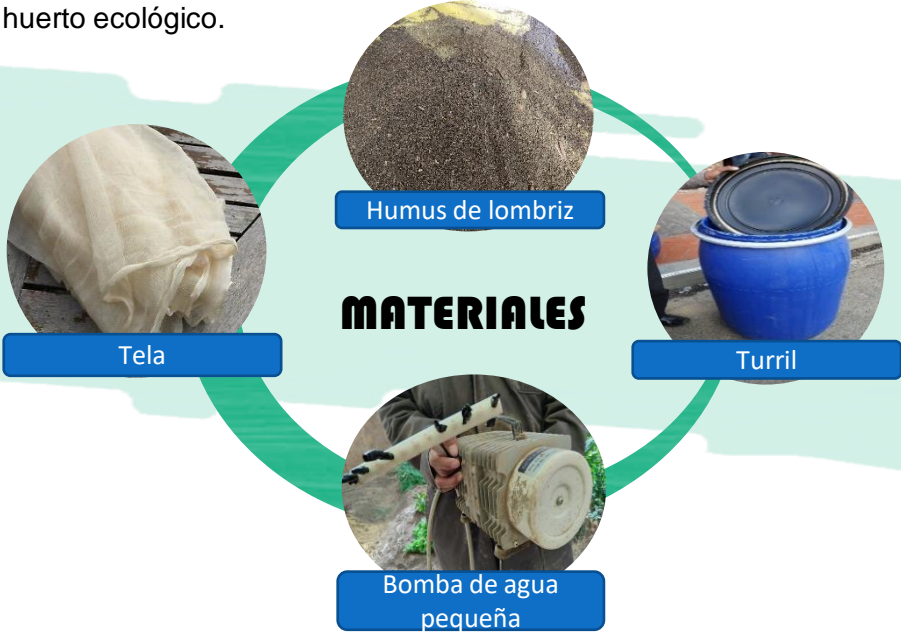 huerto ecológico.
Humus de lombriz
MATERIALES
Tela
Turril
Bomba de agua
pequeña